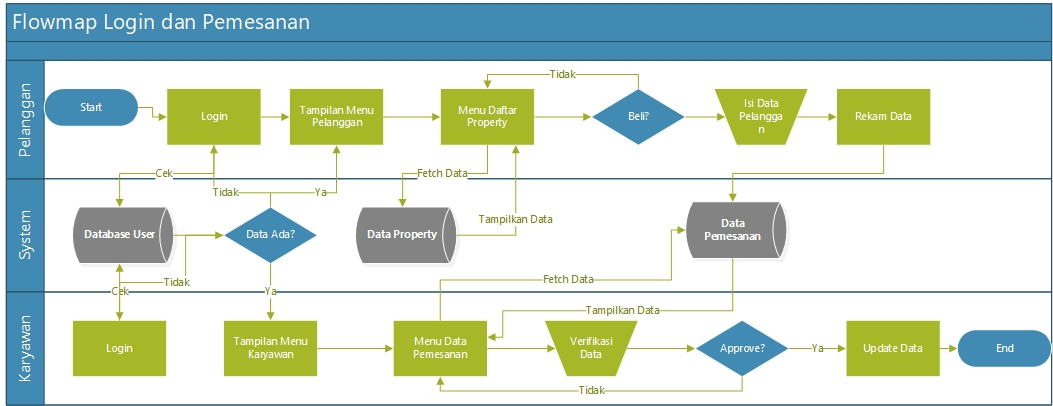 Flowmap Login dan Pemesanan
Pelanggan
Start
Login
Tampilan Menu
Pelanggan
Menu Daftar
Property
Tidak
Beli?
Isi Data
Pelangga
n
Rekam Data
Cek
Tidak
Ya
Fetch Data
System
Database User
Data Ada?
Data Property
Tampilkan Data
Data
Pemesanan
Tidak
Cek
Ya
Fetch Data
Tampilkan Data
Karyawan
Login
Tampilan Menu
Karyawan
Menu Data
Pemesanan
Verifikasi
Data
Approve?
Ya
Update Data
End
Tidak